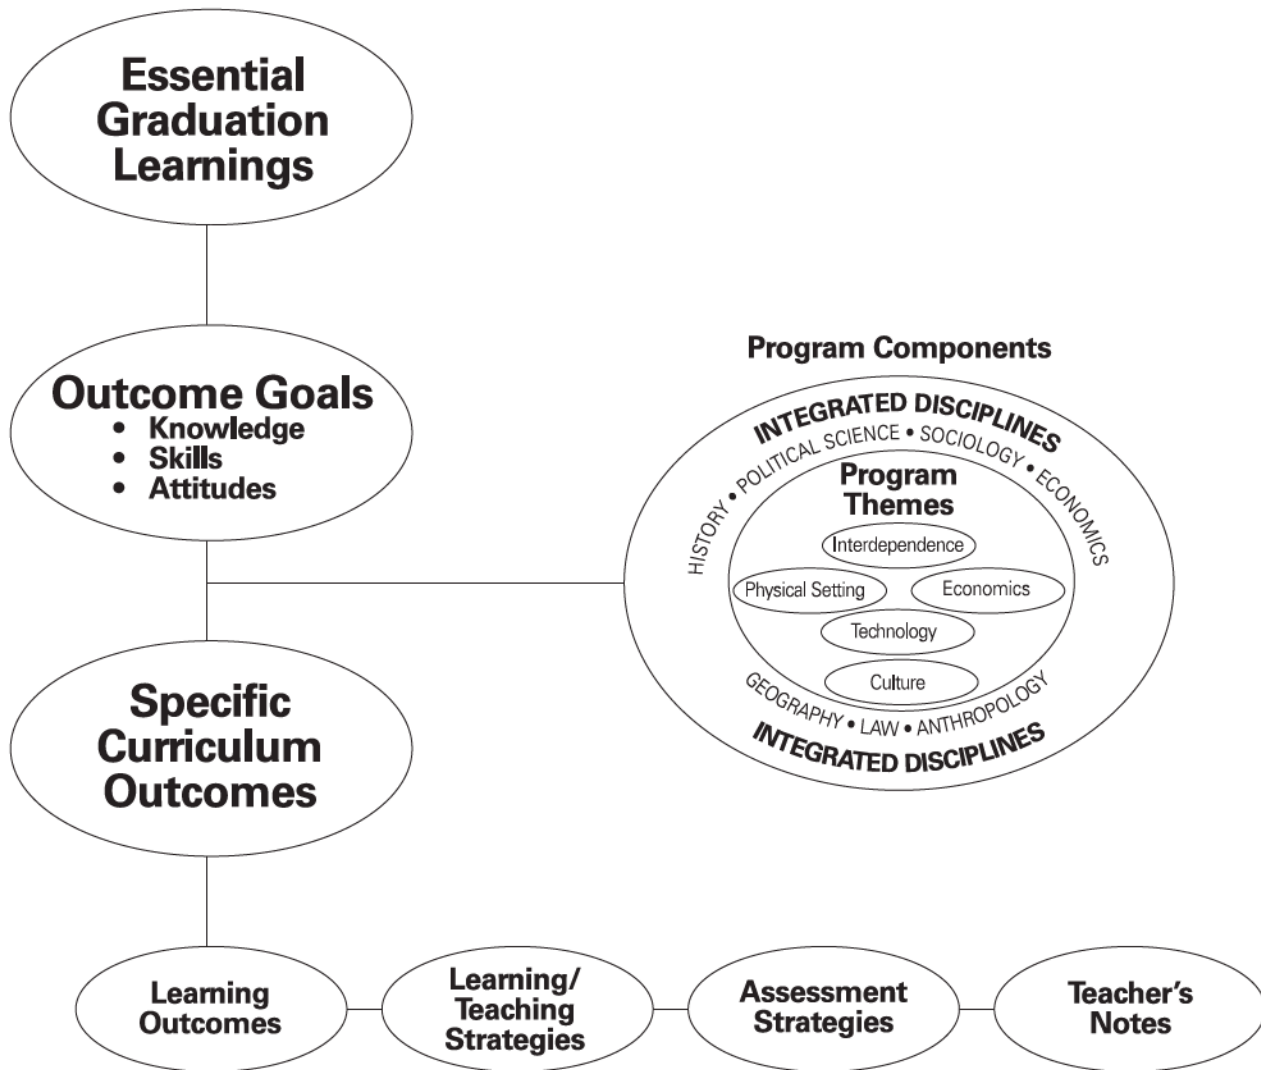 Essential
Graduation
Learnings
Outcome Goals
• Knowledge
• Skills
• Attitudes
Program Components
INTEGRATED DISCIPLINES
HISTORY • POLITICAL SCIENCE • SOCIOLOGY • ECONOMICS
Program
Themes
Interdependence
Physical Setting
Economics
Technology
Culture
GEOGRAPHY • LAW • ANTHROPOLOGY
INTEGRATED DISCIPLINES
Specific
Curriculum
Outcomes
Learning
Outcomes
Learning/
Teaching
Strategies
Assessment
Strategies
Teacher's
Notes